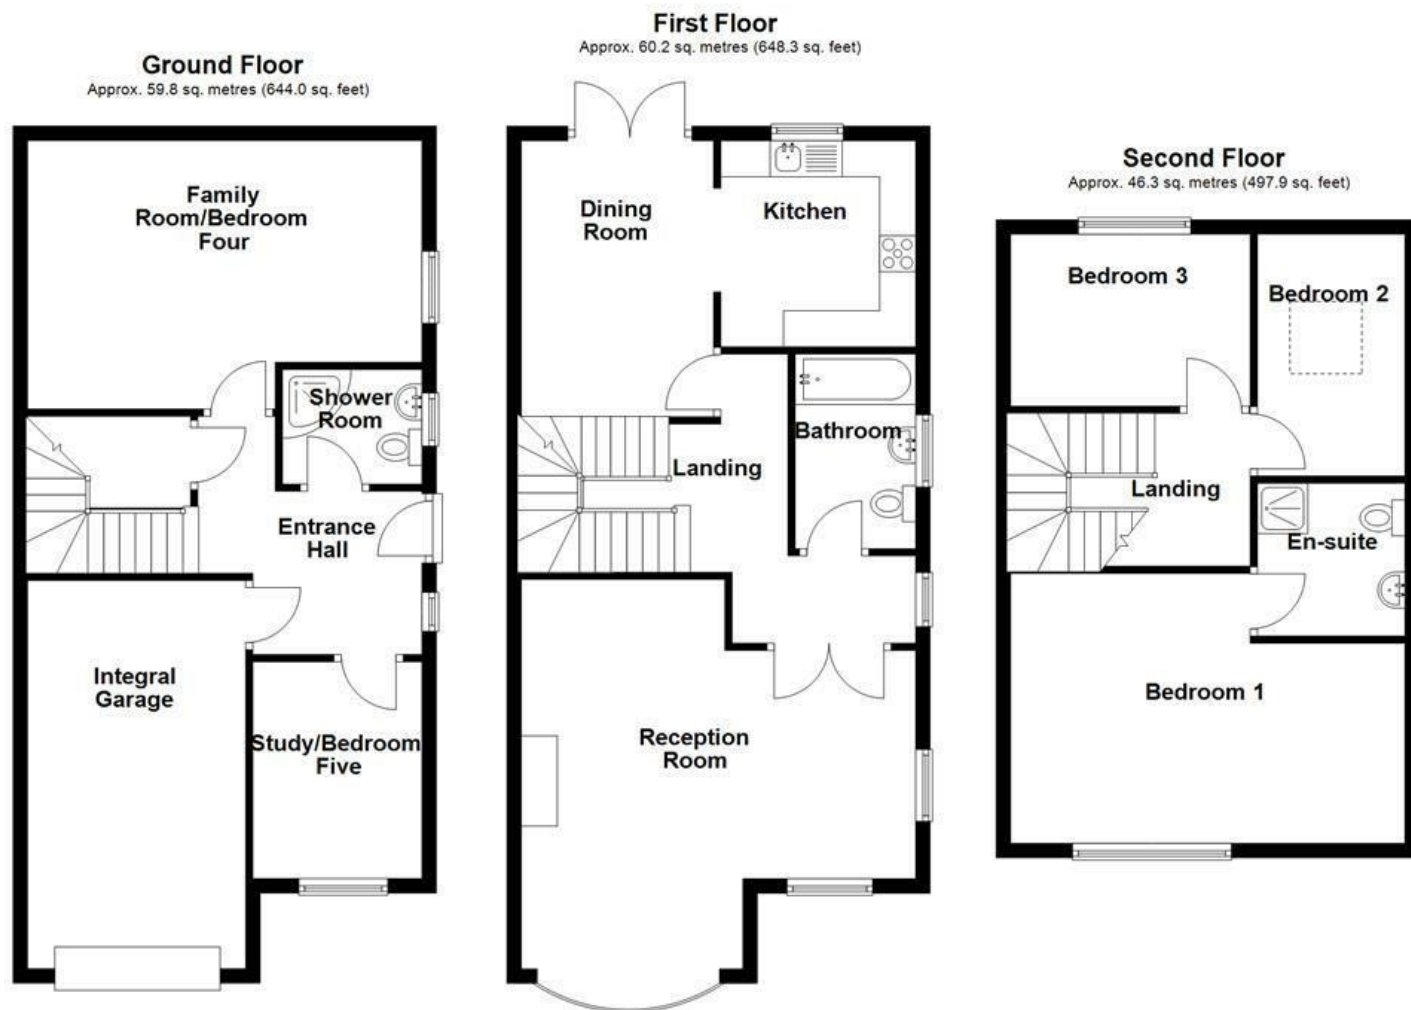 Ground Floor
Approx. 59.8 sq. metres (644.0 sq. feet)
Family
Room/Bedroom
Four
Shower
Room
Entrance
Hall
Integral
Garage
Study/Bedroom
Five
First Floor
Approx. 60.2 sq. metres (648.3 sq. feet)
Dining
Room
Kitchen
Bathroom
Landing
Reception
Room
Second Floor
Approx. 46.3 sq. metres (497.9 sq. feet)
Bedroom 3
Bedroom 2
Landing
En-suite
Bedroom 1